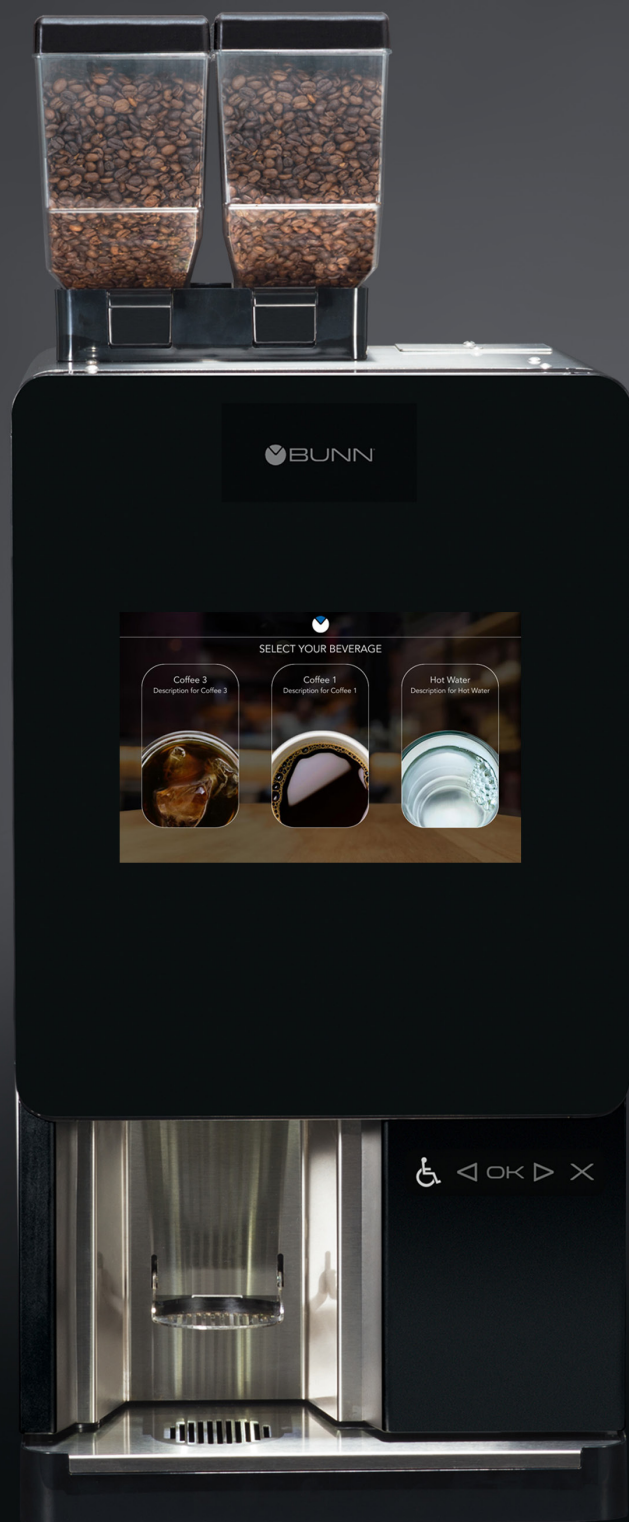 BUNN
SELECT YOUR BEVERAGE
Coffee 3
Description for Coffee 3
Coffee 1
Description for Coffee 1
Hot Water
Description for Hot Water
OK